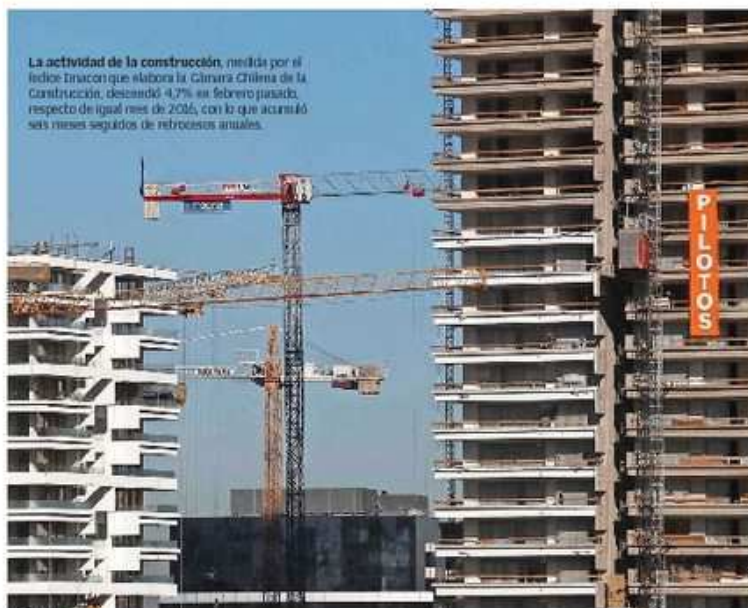 La actividad de la construcción, medida por el
índice Imacon que elabora la Cámara Chilena de la
Construcción, descendió 4,7% en febrero pasado,
respecto de igual mes de 2016, con lo que acumuló
seis meses seguidos de retrocesos anuales.
PILOTOS